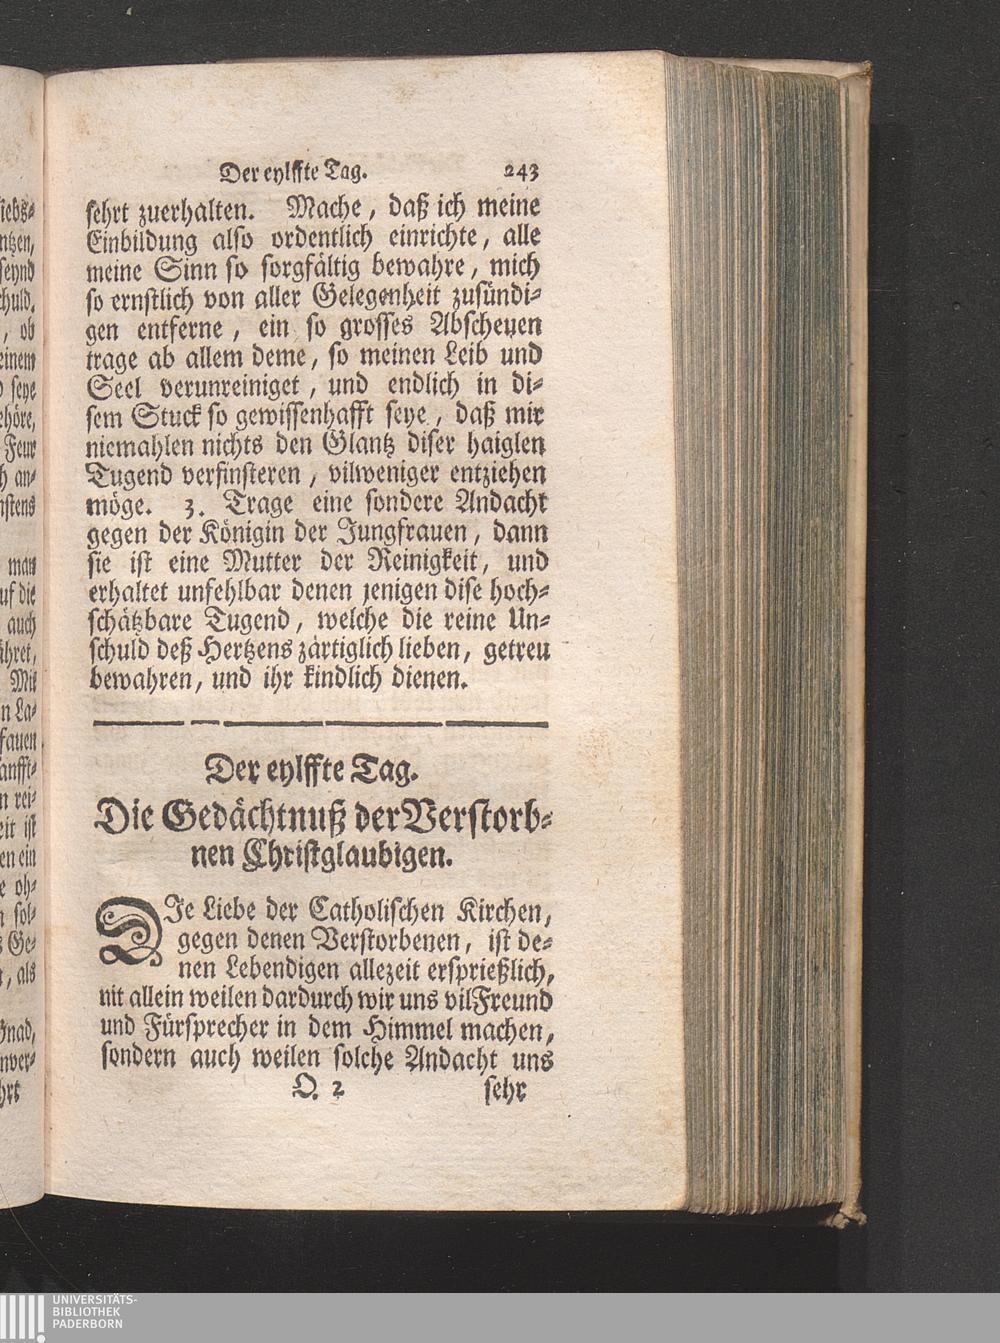 Der eylffte Tag. 243
sehrt zuerhalten. Mache, daß ich meine
Einbildung also ordentlich einrichte, alle
meine Sinn so sorgfältig bewahre, mich
so ernstlich von aller Gelegenheit zusündi-
gen entferne, ein so grosses Abscheuen
trage ab allem deme, so meinen Leib und
Seel verunreiniget, und endlich in di-
sem Stuck so gewissenhafft seye, daß mir
niemahlen nichts den Glantz diser haiglen
Tugend verfinsteren, vilweniger entziehen
möge. 3. Trage eine sondere Andacht
gegen der Königin der Jungfrauen, dann
sie ist eine Mutter der Reinigkeit, und
erhaltet unfehlbar denen jenigen dise hoch-
schätzbare Tugend, welche die reine Un-
schuld deß Hertzens zärtiglich lieben, getreu
bewahren, und ihr kindlich dienen.
Der eylffte Tag.
Die Gedächtnuß der Verstorb-
nen Christglaubigen.
DIe Liebe der Catholischen Kirchen,
gegen denen Verstorbenen, ist de-
nen Lebendigen allezeit ersprießlich,
nit allein weilen dardurch wir uns vil Freund
und Fürsprecher in dem Himmel machen,
sondern auch weilen solche Andacht uns
Q 2 sehr
UNIVERSITÄTS-
BIBLIOTHEK
PADERBORN